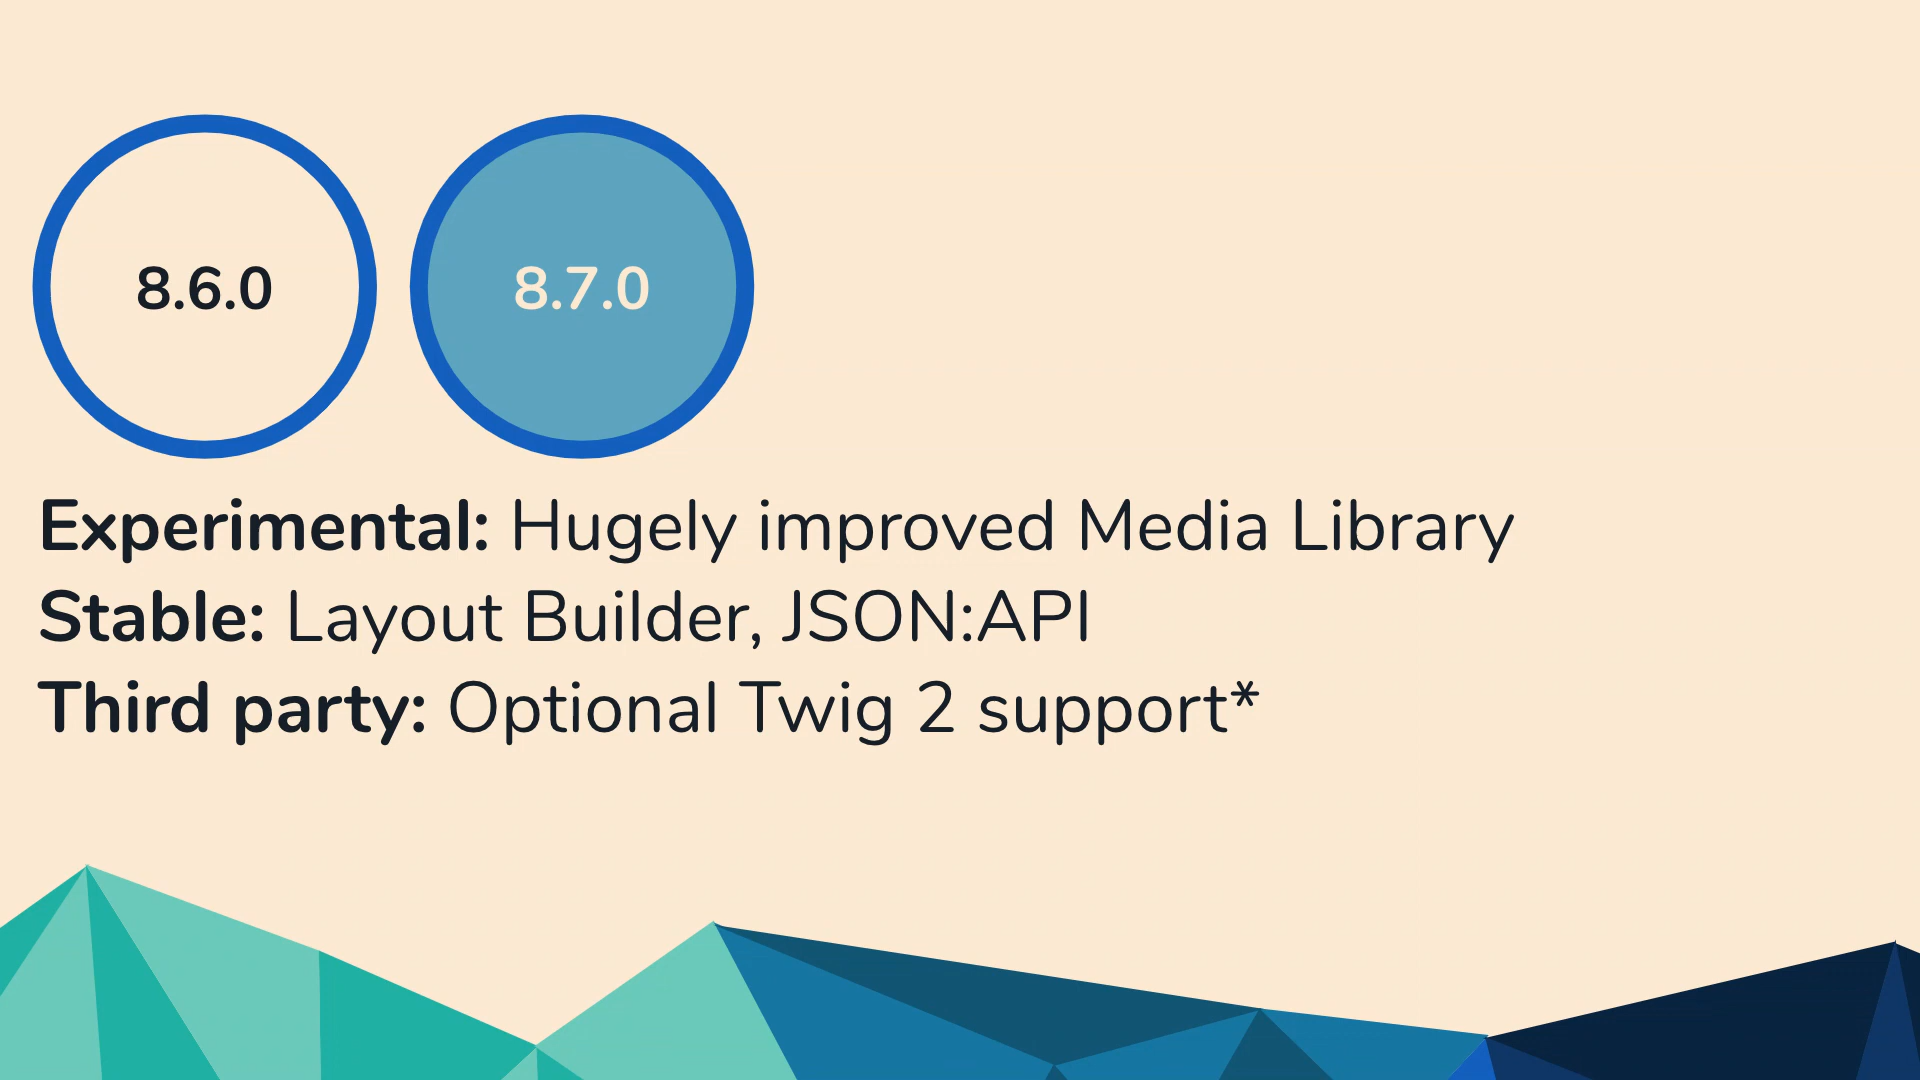 8.6.0
8.7.0
Experimental: Hugely improved Media Library
Stable: Layout Builder, JSON:API
Third party: Optional Twig 2 support*